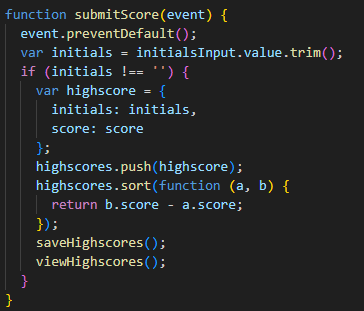 function submitScore(event) {
  event.preventDefault();
  var initials = initialsInput.value.trim();
  if (initials !== '') {
    var highscore = {
      initials: initials,
      score: score
    };
    highscores.push(highscore);
    highscores.sort(function (a, b) {
      return b.score - a.score;
    });
    saveHighscores();
    viewHighscores();
  }
}